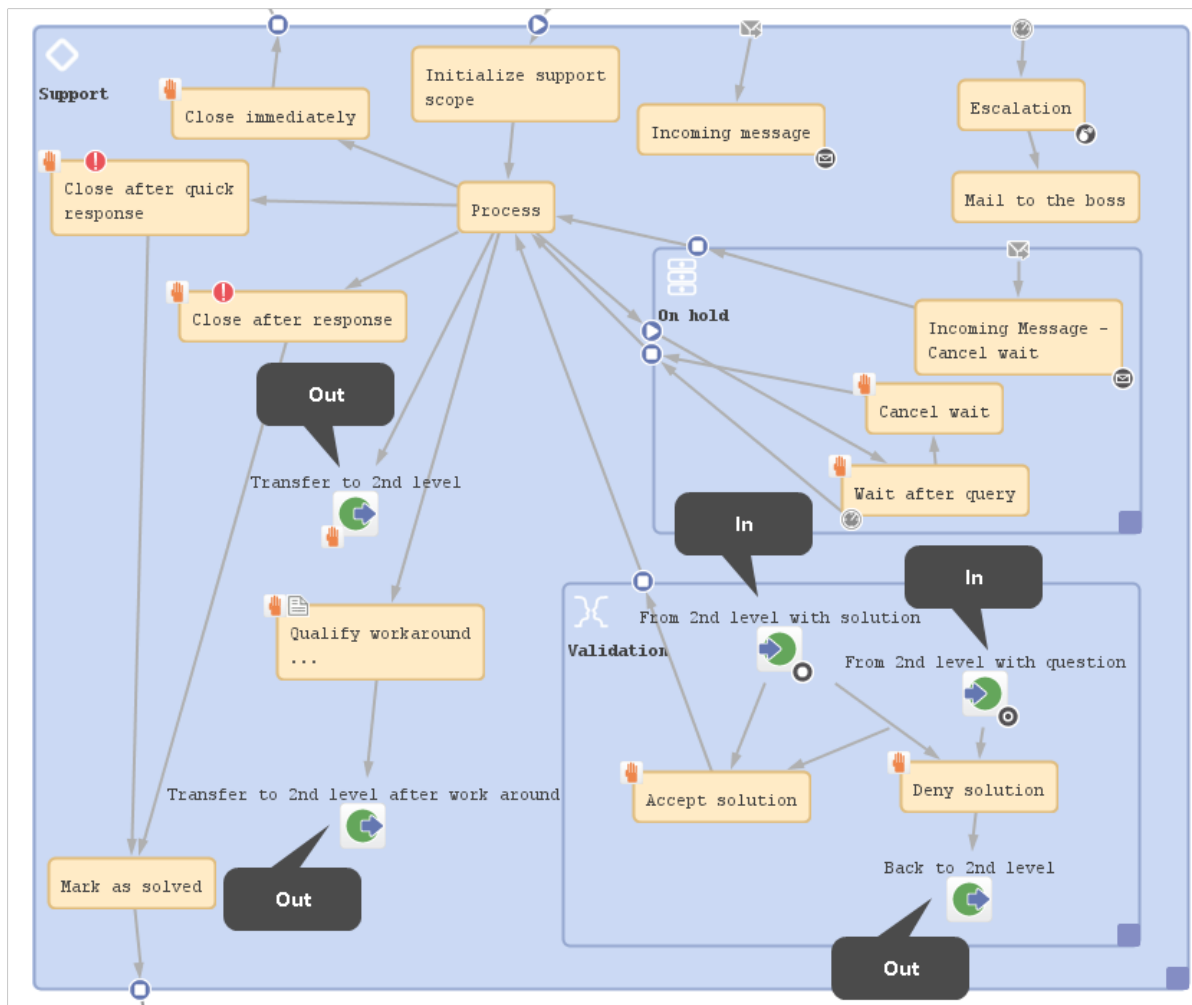 Support
Close immediately
Initialize support
scope
Incoming message
Escalation
Mail to the boss
Close after quick
response
Process
Close after response
On hold
Incoming Message -
Cancel wait
Cancel wait
Wait after query
Out
Transfer to 2nd level
In
In
Qualify workaround
...
Validation
From 2nd level with solution
From 2nd level with question
Transfer to 2nd level after work around
Accept solution
Deny solution
Mark as solved
Out
Back to 2nd level
Out